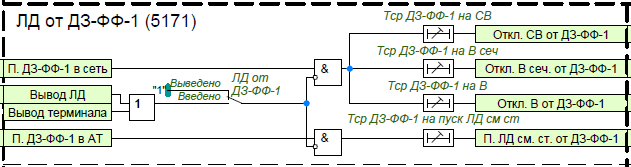 ЛД от ДЗ-ФФ-1 (5171)
Тср ДЗ-ФФ-1 на СВ
Откл. СВ от ДЗ-ФФ-1
Тср ДЗ-ФФ-1 на В сеч
П. ДЗ-ФФ-1 в сеть
&
Откл. В сеч. от ДЗ-ФФ-1
"1"
Выведено
ЛД от
ДЗ-ФФ-1
Введено
Тср ДЗ-ФФ-1 на В
Вывод ЛД
1
Откл. В от ДЗ-ФФ-1
Вывод терминала
Тср ДЗ-ФФ-1 на пуск ЛД см ст
П. ДЗ-ФФ-1 в АТ
&
П. ЛД см. ст. от ДЗ-ФФ-1